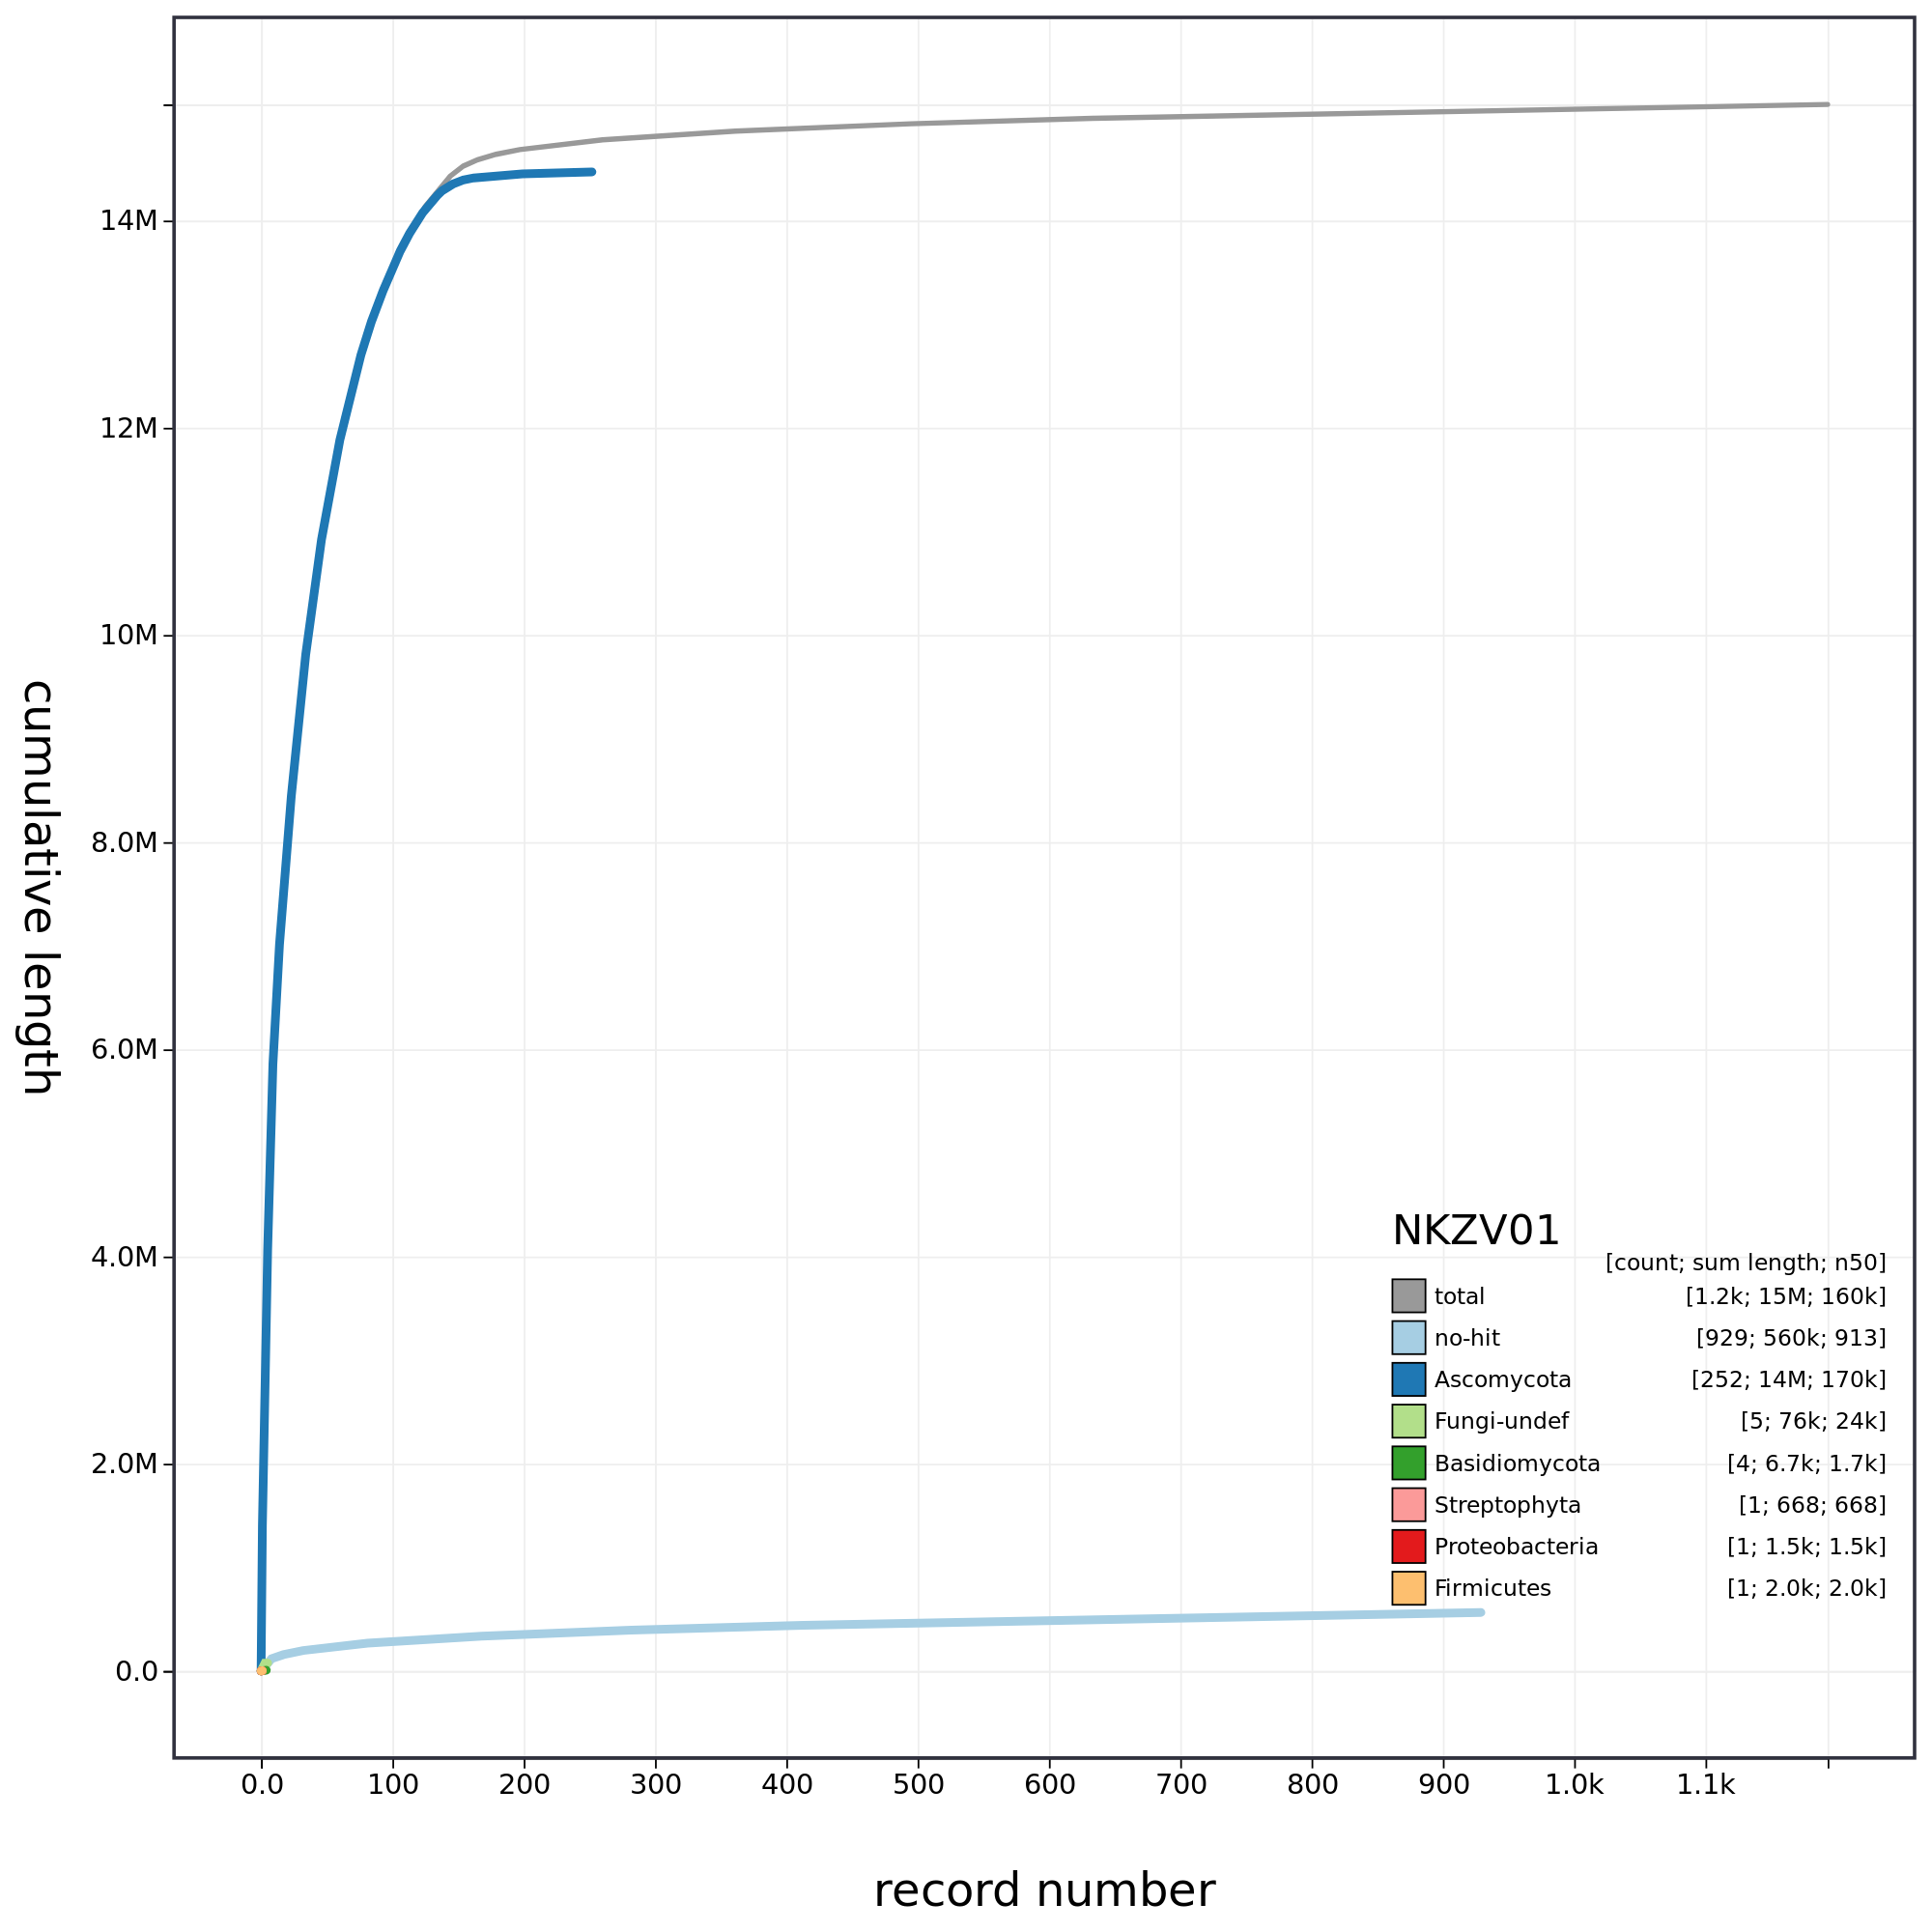 14M
12M
10M
8.0M
6.0M
4.0M
2.0M
0.0
cumulative length
NKZV01
[count; sum length; n50]
total [1.2k; 15M; 160k]
no-hit [929; 560k; 913]
Ascomycota [252; 14M; 170k]
Fungi-undef [5; 76k; 24k]
Basidiomycota [4; 6.7k; 1.7k]
Streptophyta [1; 668; 668]
Proteobacteria [1; 1.5k; 1.5k]
Firmicutes [1; 2.0k; 2.0k]
0.0 100 200 300 400 500 600 700 800 900 1.0k 1.1k
record number